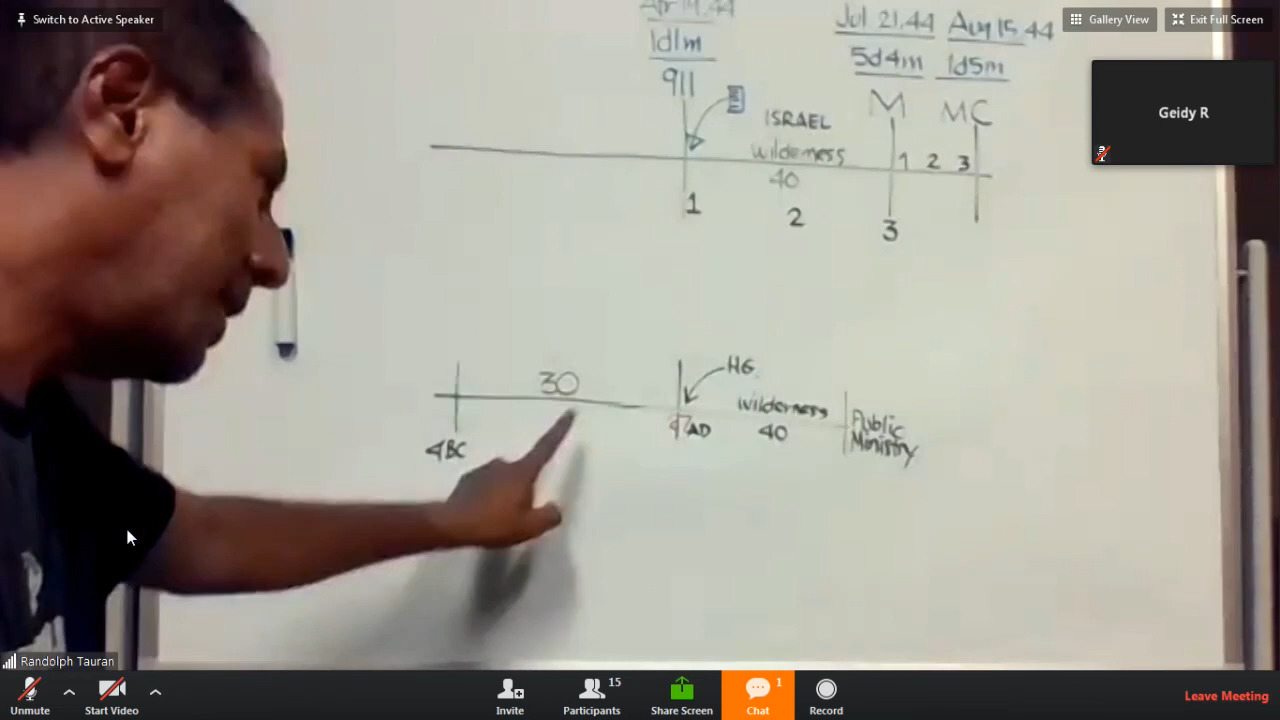 Switch to Active Speaker
Gallery View
Exit Full Screen
Jul 21,44
Aug 15,44
1d1m
5d4m
1d5m
911
M
MC
ISRAEL
wilderness
1 2 3
40
1
2
3
Geidy R
30
HG
wilderness
4BC
AD
40
Public
Ministry
Randolph Tauran
Unmute
Start Video
Invite
15
Participants
Share Screen
1
Chat
Record
Leave Meeting